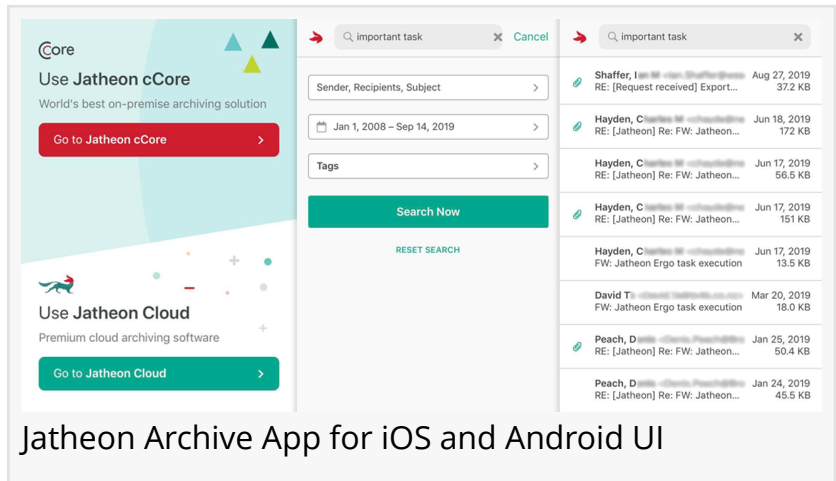 Core
Use Jatheon cCore
World's best on-premise archiving solution
Go to Jatheon cCore
Use Jatheon Cloud
Premium cloud archiving software
Go to Jatheon Cloud
important task
Cancel
Sender, Recipients, Subject
Jan 1, 2008 – Sep 14, 2019
Tags
Search Now
RESET SEARCH
important task
Shaffer, Aug 27, 2019
RE: [Request received] Export... 37.2 KB
Hayden, C Jun 18, 2019
RE: [Jatheon] Re: FW: Jatheon... 172 KB
Hayden, C Jun 17, 2019
RE: [Jatheon] Re: FW: Jatheon... 56.5 KB
Hayden, C Jun 17, 2019
RE: [Jatheon] Re: FW: Jatheon... 151 KB
Hayden, C Jun 17, 2019
FW: Jatheon Ergo task execution 13.5 KB
David T Mar 20, 2019
FW: Jatheon Ergo task execution 18.0 KB
Peach, D Jan 25, 2019
RE: [Jatheon] Re: FW: Jatheon... 50.4 KB
Peach, D Jan 24, 2019
RE: [Jatheon] Re: FW: Jatheon... 45.5 KB
Jatheon Archive App for iOS and Android UI